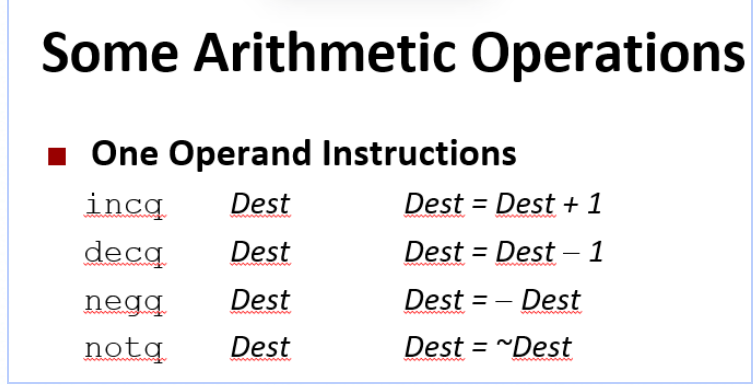 Some Arithmetic Operations
One Operand Instructions
incq Dest Dest = Dest + 1
decq Dest Dest = Dest – 1
negq Dest Dest = – Dest
notq Dest Dest = ~Dest